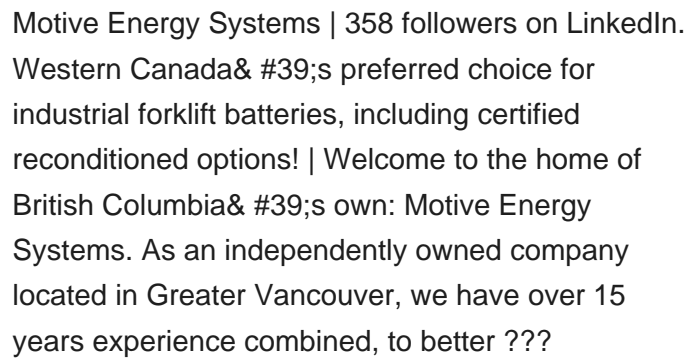 Motive Energy Systems | 358 followers on LinkedIn.
Western Canada& #39;s preferred choice for
industrial forklift batteries, including certified
reconditioned options! | Welcome to the home of
British Columbia& #39;s own: Motive Energy
Systems. As an independently owned company
located in Greater Vancouver, we have over 15
years experience combined, to better ???